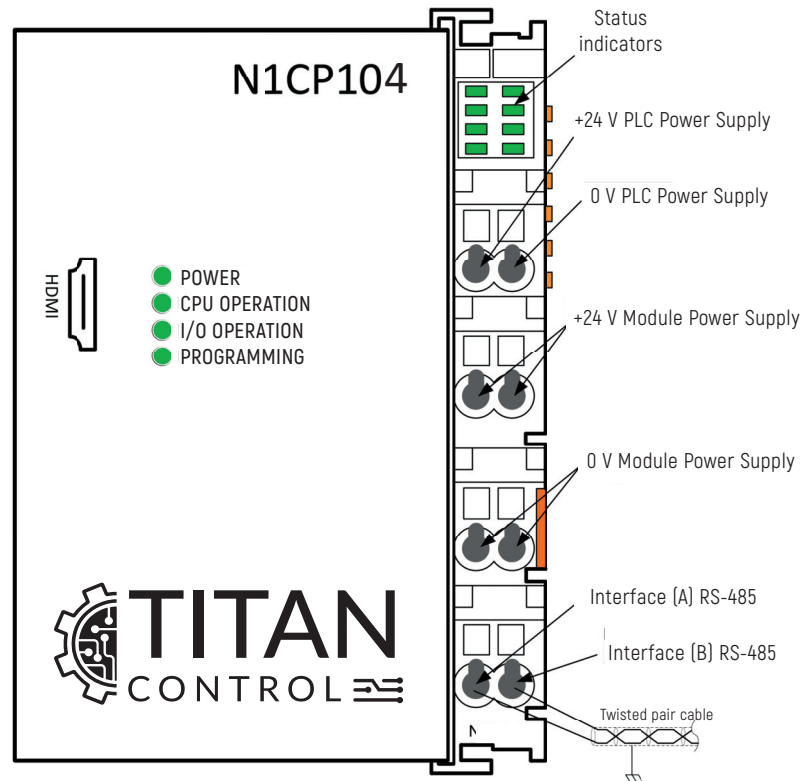 N1CP104
HDMI
POWER
CPU OPERATION
I/O OPERATION
PROGRAMMING
TITAN
CONTROL
Status
indicators
+24 V PLC Power Supply
0 V PLC Power Supply
+24 V Module Power Supply
0 V Module Power Supply
Interface (A) RS-485
Interface (B) RS-485
Twisted pair cable